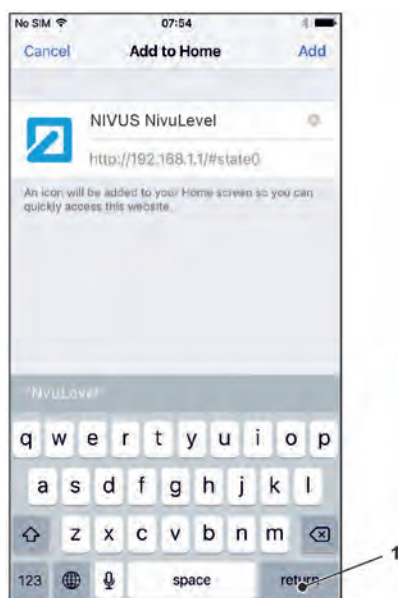 No SIM 07:54
Cancel Add to Home Add
NIVUS NivuLevel
http://192.168.1.1/#state0
An icon will be added to your Home screen so you can
quickly access this website.
"NivuLevel"
q w e r t y u i o p
a s d f g h j k l
z x c v b n m
123 space return
1